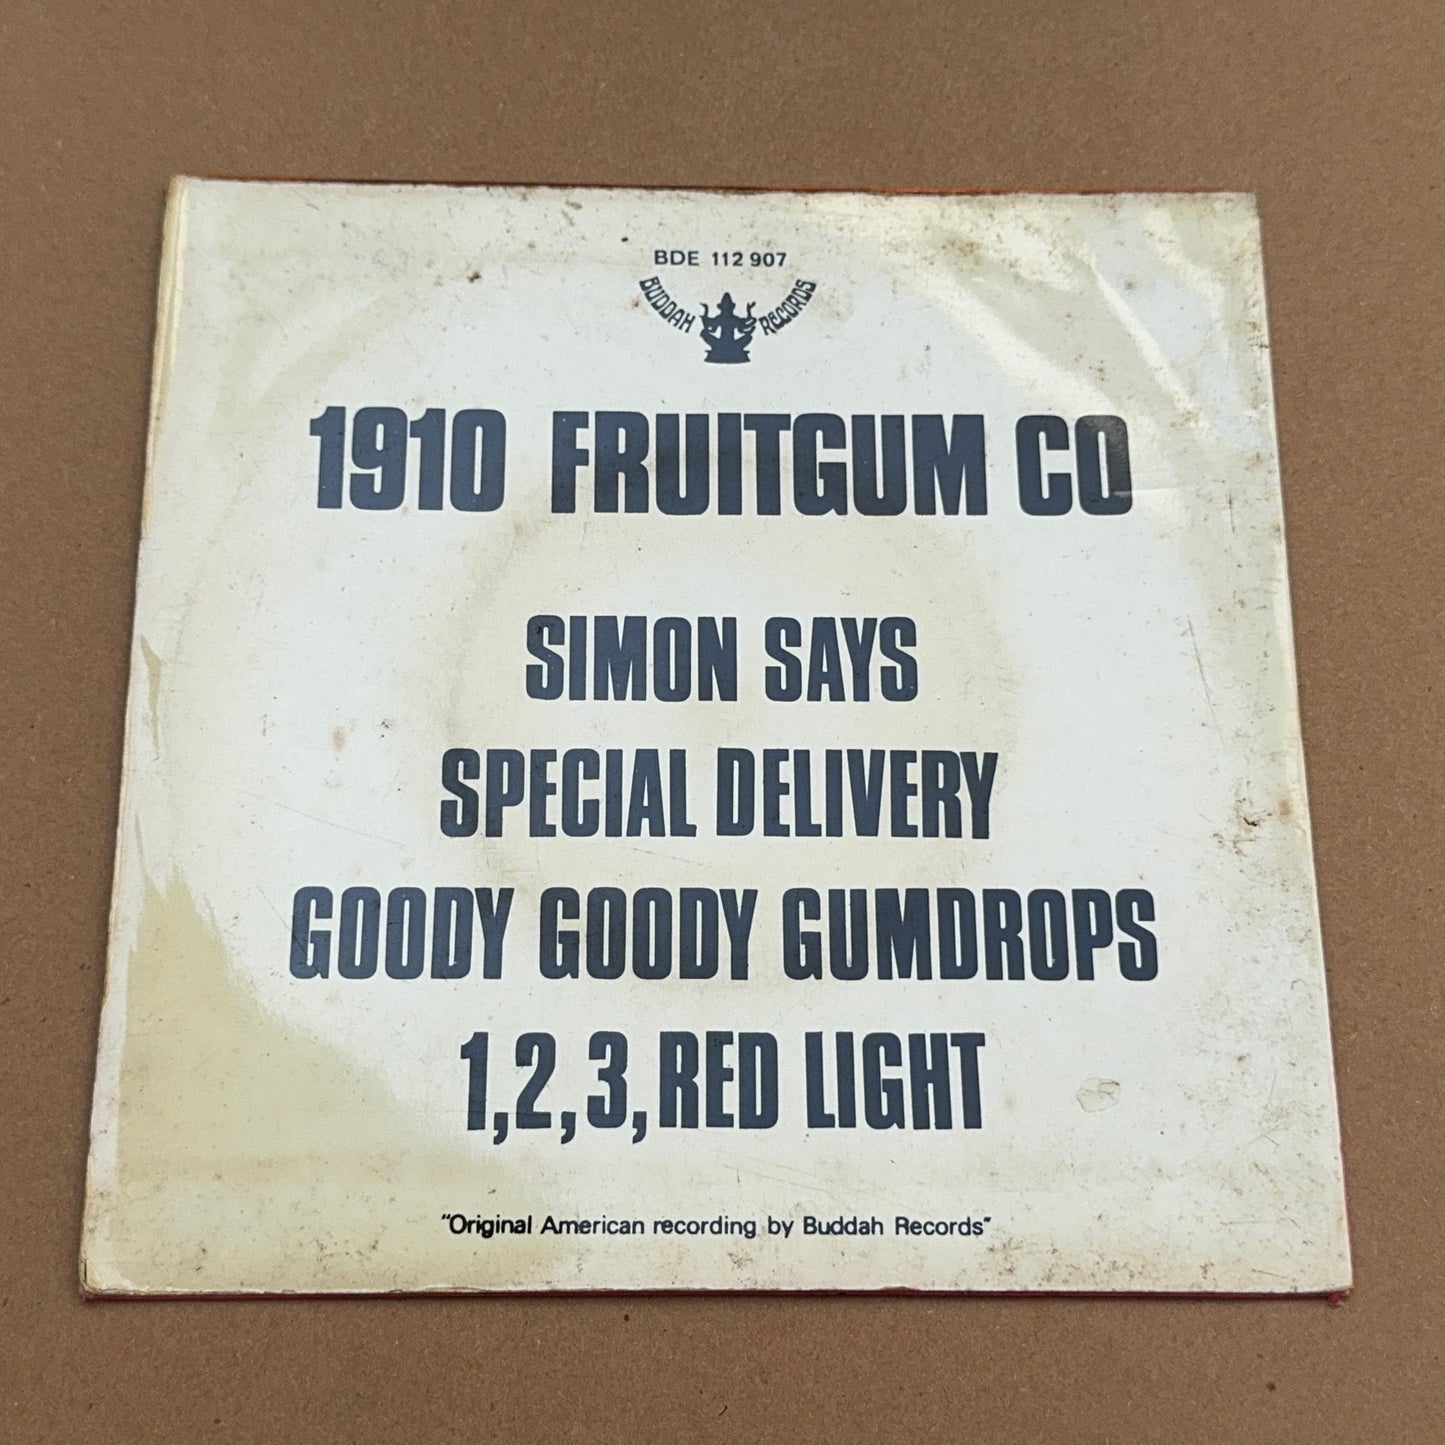 BDE 112 907
BUDDAH RECORDS
1910 FRUITGUM CO
SIMON SAYS
SPECIAL DELIVERY
GOODY GOODY GUMDROPS
1,2,3,RED LIGHT
“Original American recording by Buddah Records”